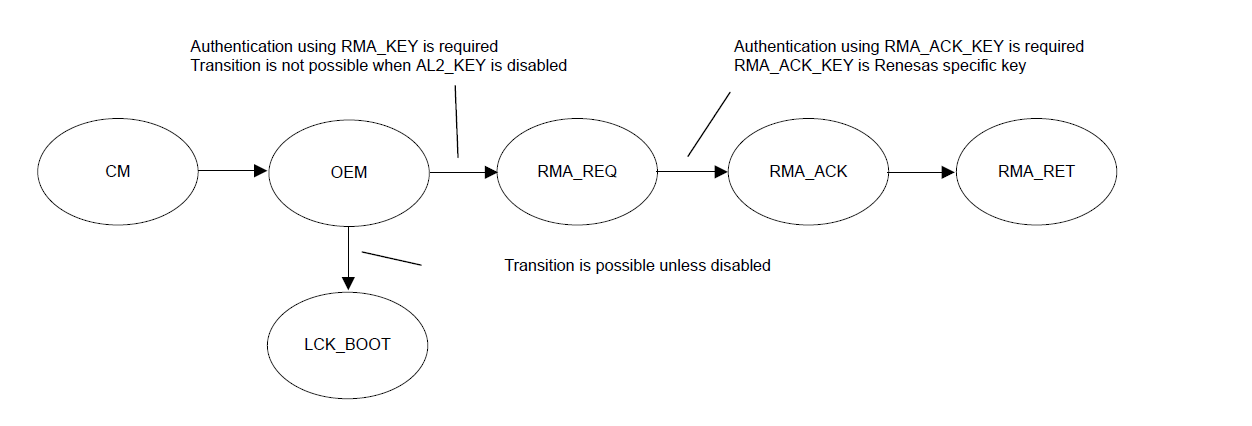 Authentication using RMA_KEY is required
Transition is not possible when AL2_KEY is disabled
Authentication using RMA_ACK_KEY is required
RMA_ACK_KEY is Renesas specific key
CM
OEM
RMA_REQ
RMA_ACK
RMA_RET
Transition is possible unless disabled
LCK_BOOT